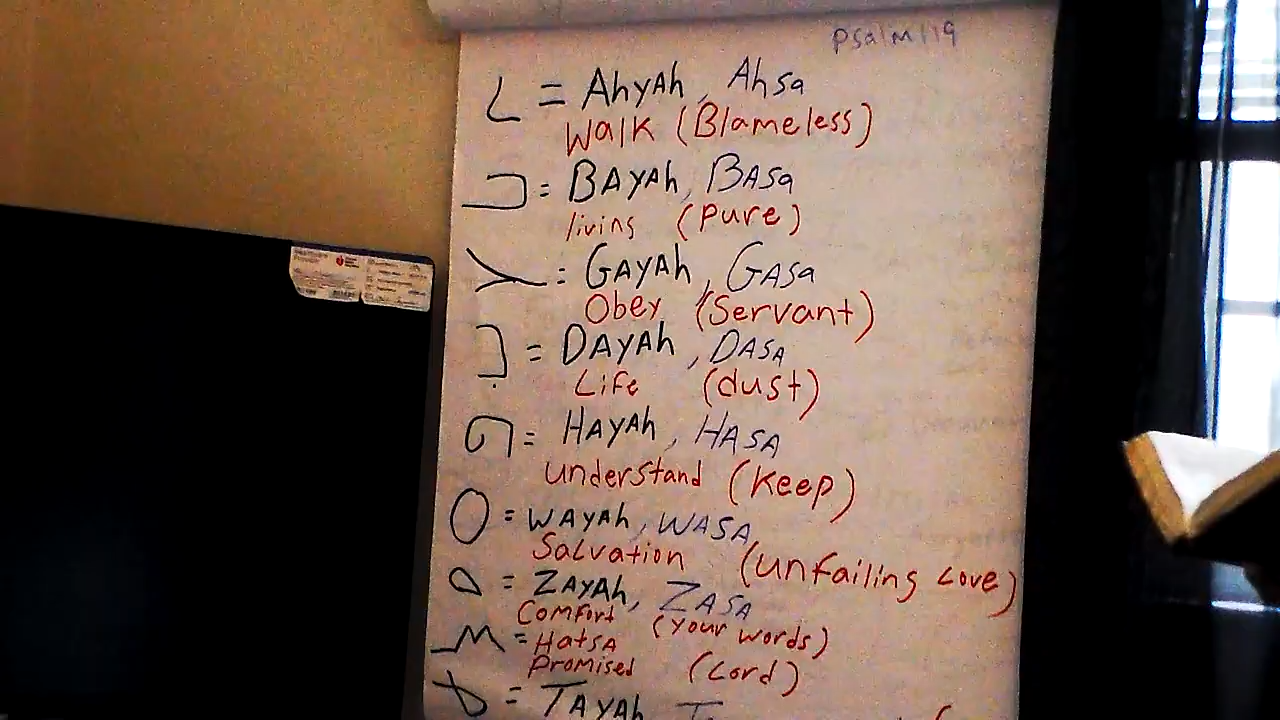 Psalm 119
= AhyAh, Ahsa
Walk (Blameless)
= BAYAh, BASa
living (Pure)
= GAYAh, GASa
Obey (Servant)
= DAYAh, DASA
Life (dust)
= HAYAh, HASA
understand (Keep)
= WAYAh, WASA
Salvation (unfailing Love)
= ZAYAh, ZASA
Comfort (Your words)
= HatsA
Promised (Lord)
= TAYAh